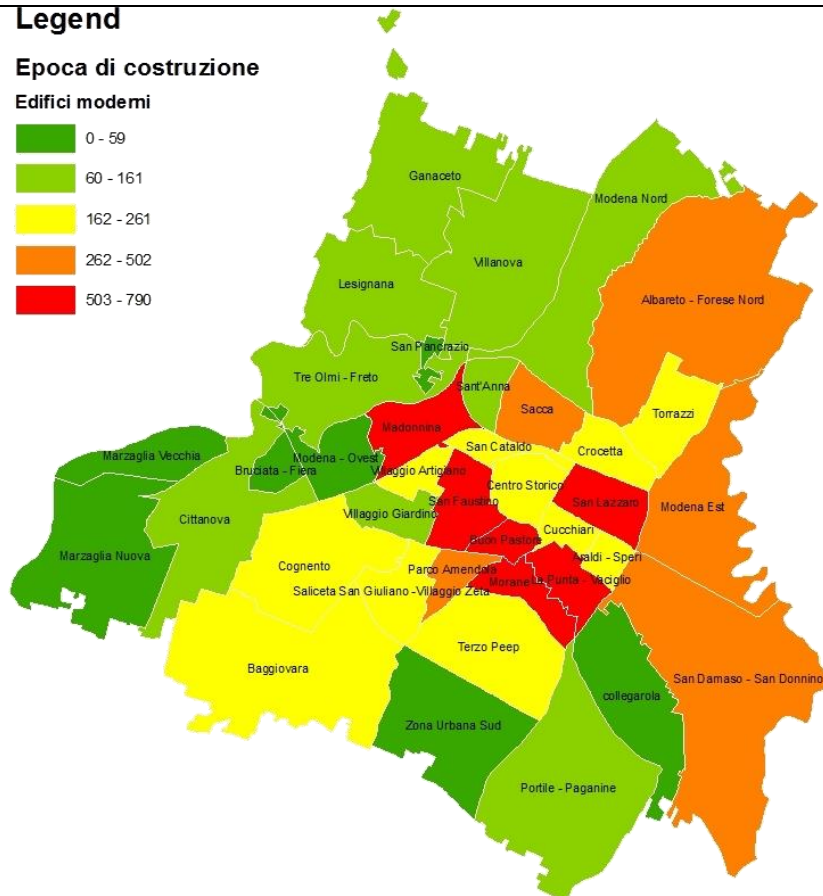 Legend
Epoca di costruzione
Edifici moderni
0 - 59
60 - 161
162 - 261
262 - 502
503 - 790
Ganaceto
Modena Nord
Villanova
Lesignana
Albareto - Forese Nord
San Pancrazio
Tre Olmi - Freto
Sant'Anna
Sacca
Torrazzi
Madonnina
San Cataldo
Crocetta
Marzaglia Vecchia
Bruciata - Fiera
Modena - Ovest
Villaggio Artigiano
Centro Storico
San Faustino
San Lazzaro
Modena Est
Cittanova
Villaggio Giardino
Cucchiari
Buon Pastore
Marzaglia Nuova
Araldi - Speri
Cognento
Parco Amendola
Morane
La Punta - Vaciglio
Saliceta San Giuliano -Villaggio Zeta
Terzo Peep
Baggiovara
San Damaso - San Donnino
collegarola
Zona Urbana Sud
Portile - Paganine